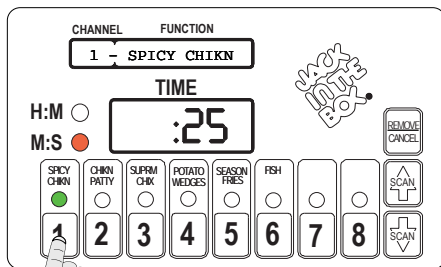 CHANNEL FUNCTION
1 - SPICY CHIKN
JACK
IN THE
BOX®
TIME
H:M
M:S
:25
REMOVE
CANCEL
SPICY
CHIKN
CHIKN
PATTY
SUPRM
CHIX
POTATO
WEDGES
SEASON
FRIES
FISH
SCAN
1 2 3 4 5 6 7 8
SCAN